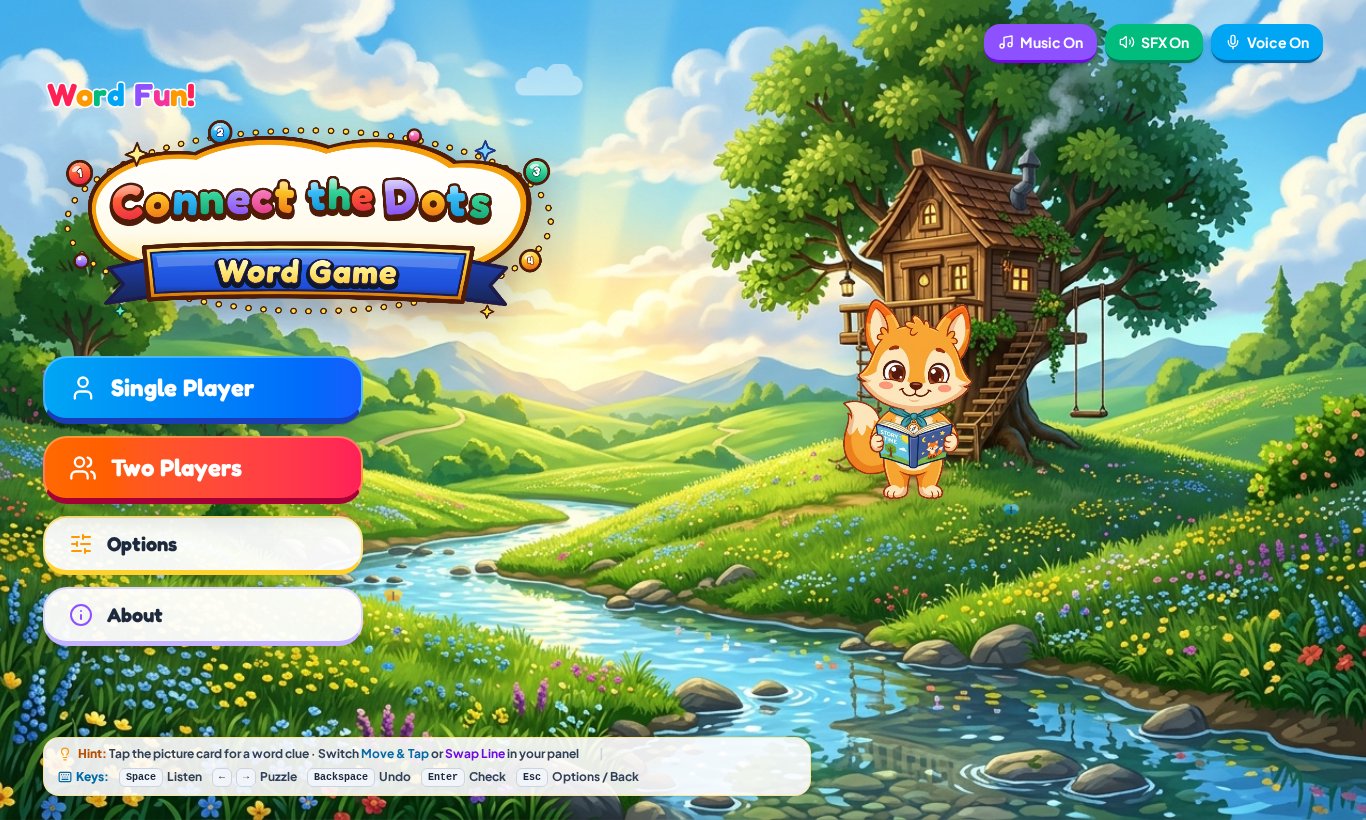 Music On
SFX On
Voice On
Word Fun!
2
1
3
Connect the Dots
4
Word Game
Single Player
Two Players
Options
About
STORY TIME
Hint: Tap the picture card for a word clue · Switch Move & Tap or Swap Line in your panel
Keys: Space Listen ← → Puzzle Backspace Undo Enter Check Esc Options / Back